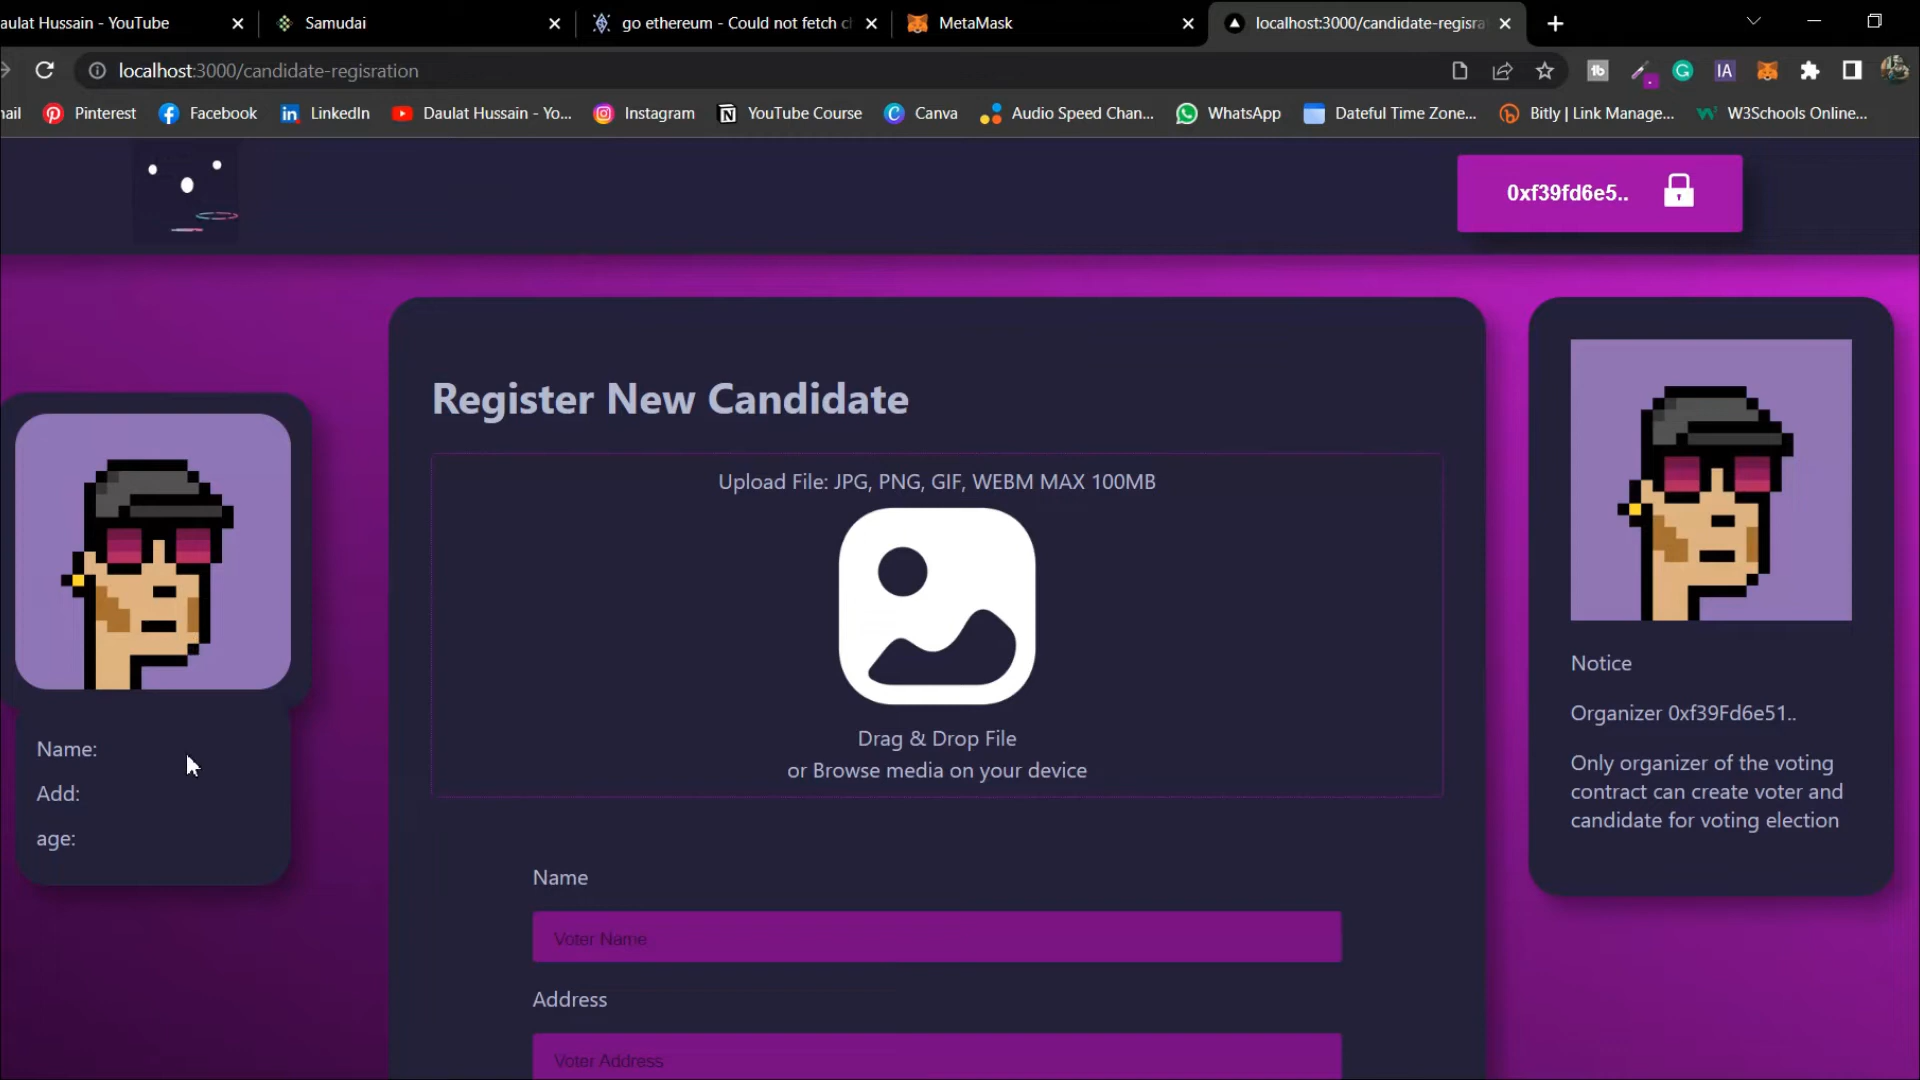 aulat Hussain - YouTube
Samudai
go ethereum - Could not fetch c
MetaMask
localhost:3000/candidate-regisra
localhost:3000/candidate-regisration
ail
Pinterest
Facebook
LinkedIn
Daulat Hussain - Yo...
Instagram
YouTube Course
Canva
Audio Speed Chan...
WhatsApp
Dateful Time Zone...
Bitly | Link Manage...
W3Schools Online...
0xf39fd6e5..
Register New Candidate
Upload File: JPG, PNG, GIF, WEBM MAX 100MB
Drag & Drop File
or Browse media on your device
Name
Voter Name
Address
Voter Address
Name:
Add:
age:
Notice
Organizer 0xf39Fd6e51..
Only organizer of the voting
contract can create voter and
candidate for voting election